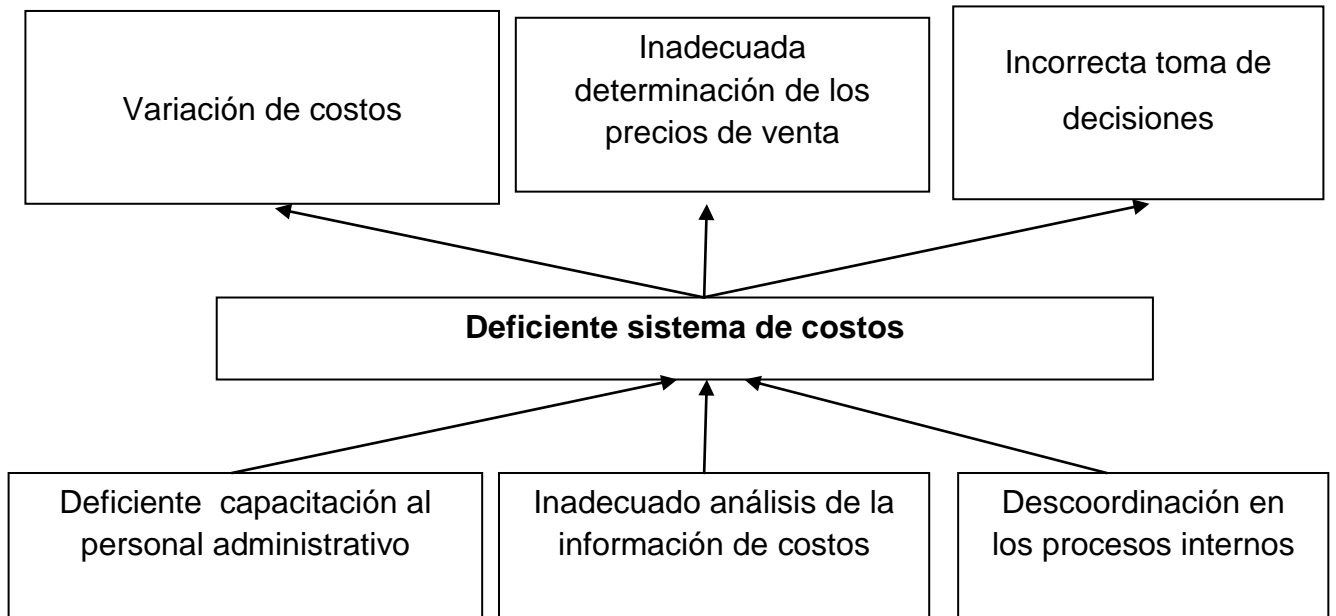 Variación de costos
Inadecuada
determinación de los
precios de venta
Incorrecta toma de
decisiones
Deficiente sistema de costos
Deficiente  capacitación al
personal administrativo
Inadecuado análisis de la
información de costos
Descoordinación en
los procesos internos